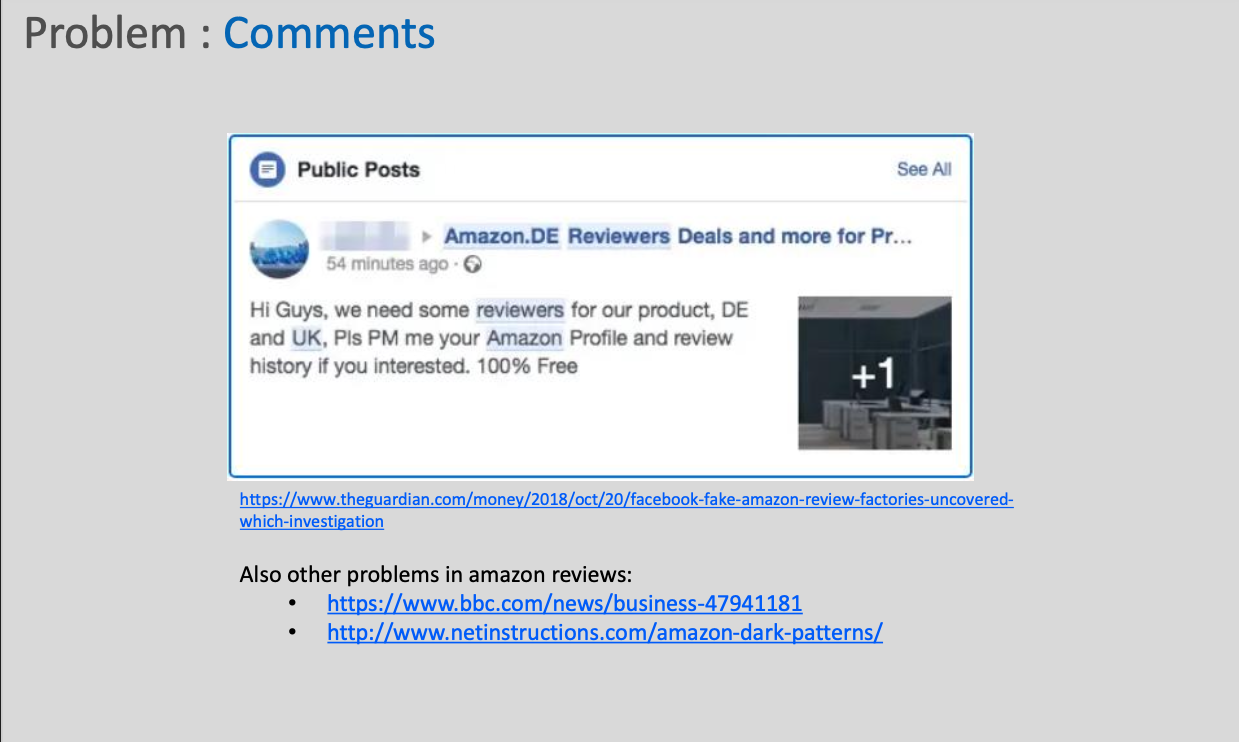 Problem : Comments
Public Posts
See All
Amazon.DE Reviewers Deals and more for Pr...
54 minutes ago ·
Hi Guys, we need some reviewers for our product, DE
and UK, Pls PM me your Amazon Profile and review
history if you interested. 100% Free
+1
https://www.theguardian.com/money/2018/oct/20/facebook-fake-amazon-review-factories-uncovered-
which-investigation
Also other problems in amazon reviews:
• https://www.bbc.com/news/business-47941181
• http://www.netinstructions.com/amazon-dark-patterns/